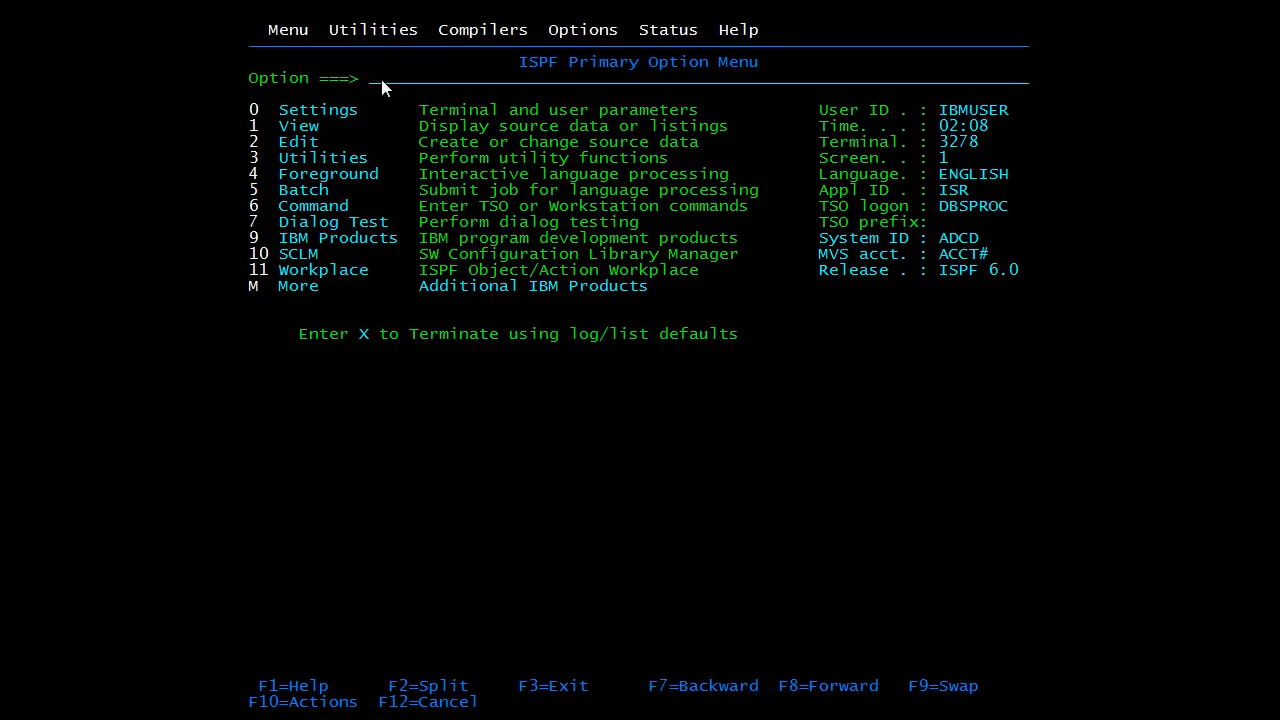 Menu  Utilities  Compilers  Options  Status  Help
ISPF Primary Option Menu
Option ===>
0  Settings      Terminal and user parameters            User ID . : IBMUSER
1  View          Display source data or listings         Time. . . : 02:08
2  Edit          Create or change source data            Terminal. : 3278
3  Utilities     Perform utility functions               Screen. . : 1
4  Foreground    Interactive language processing         Language. : ENGLISH
5  Batch         Submit job for language processing      Appl ID . : ISR
6  Command       Enter TSO or Workstation commands       TSO logon : DBSPROC
7  Dialog Test   Perform dialog testing                  TSO prefix:
9  IBM Products  IBM program development products        System ID : ADCD
10 SCLM          SW Configuration Library Manager        MVS acct. : ACCT#
11 Workplace     ISPF Object/Action Workplace            Release . : ISPF 6.0
M  More          Additional IBM Products
Enter X to Terminate using log/list defaults
F1=Help      F2=Split     F3=Exit      F7=Backward  F8=Forward   F9=Swap
F10=Actions  F12=Cancel